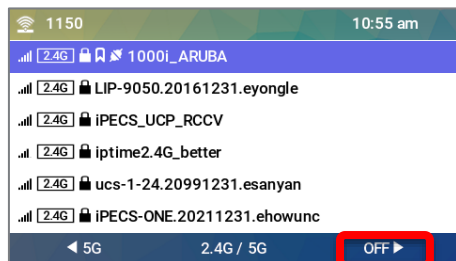 1150 10:55 am
2.4G 1000i_ARUBA
2.4G LIP-9050.20161231.eyongle
2.4G iPECS_UCP_RCCV
2.4G iptime2.4G_better
2.4G ucs-1-24.20991231.esanyan
2.4G iPECS-ONE.20211231.ehowunc
◀ 5G 2.4G / 5G OFF ▶